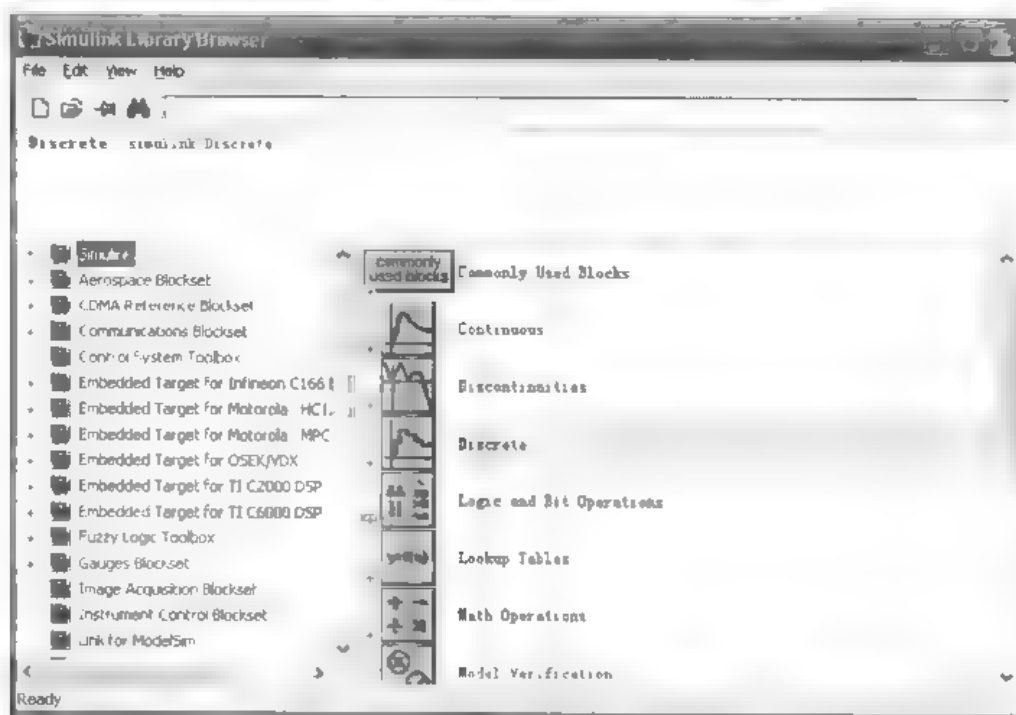 Simulink Library Browser
File Edit View Help
Discrete simulink Discrete
Simulink
Aerospace Blockset
CDMA Reference Blockset
Communications Blockset
Control System Toolbox
Embedded Target for Infineon C166
Embedded Target for Motorola HC1
Embedded Target for Motorola MPC
Embedded Target for OSEK/VDX
Embedded Target for TI C2000 DSP
Embedded Target for TI C6000 DSP
Fuzzy Logic Toolbox
Gauges Blockset
Image Acquisition Blockset
Instrument Control Blockset
Link for ModelSim
commonly
used blocks
Commonly Used Blocks
Continuous
Discontinuities
Discrete
Logic and Bit Operations
Lookup Tables
Math Operations
Model Verification
Ready